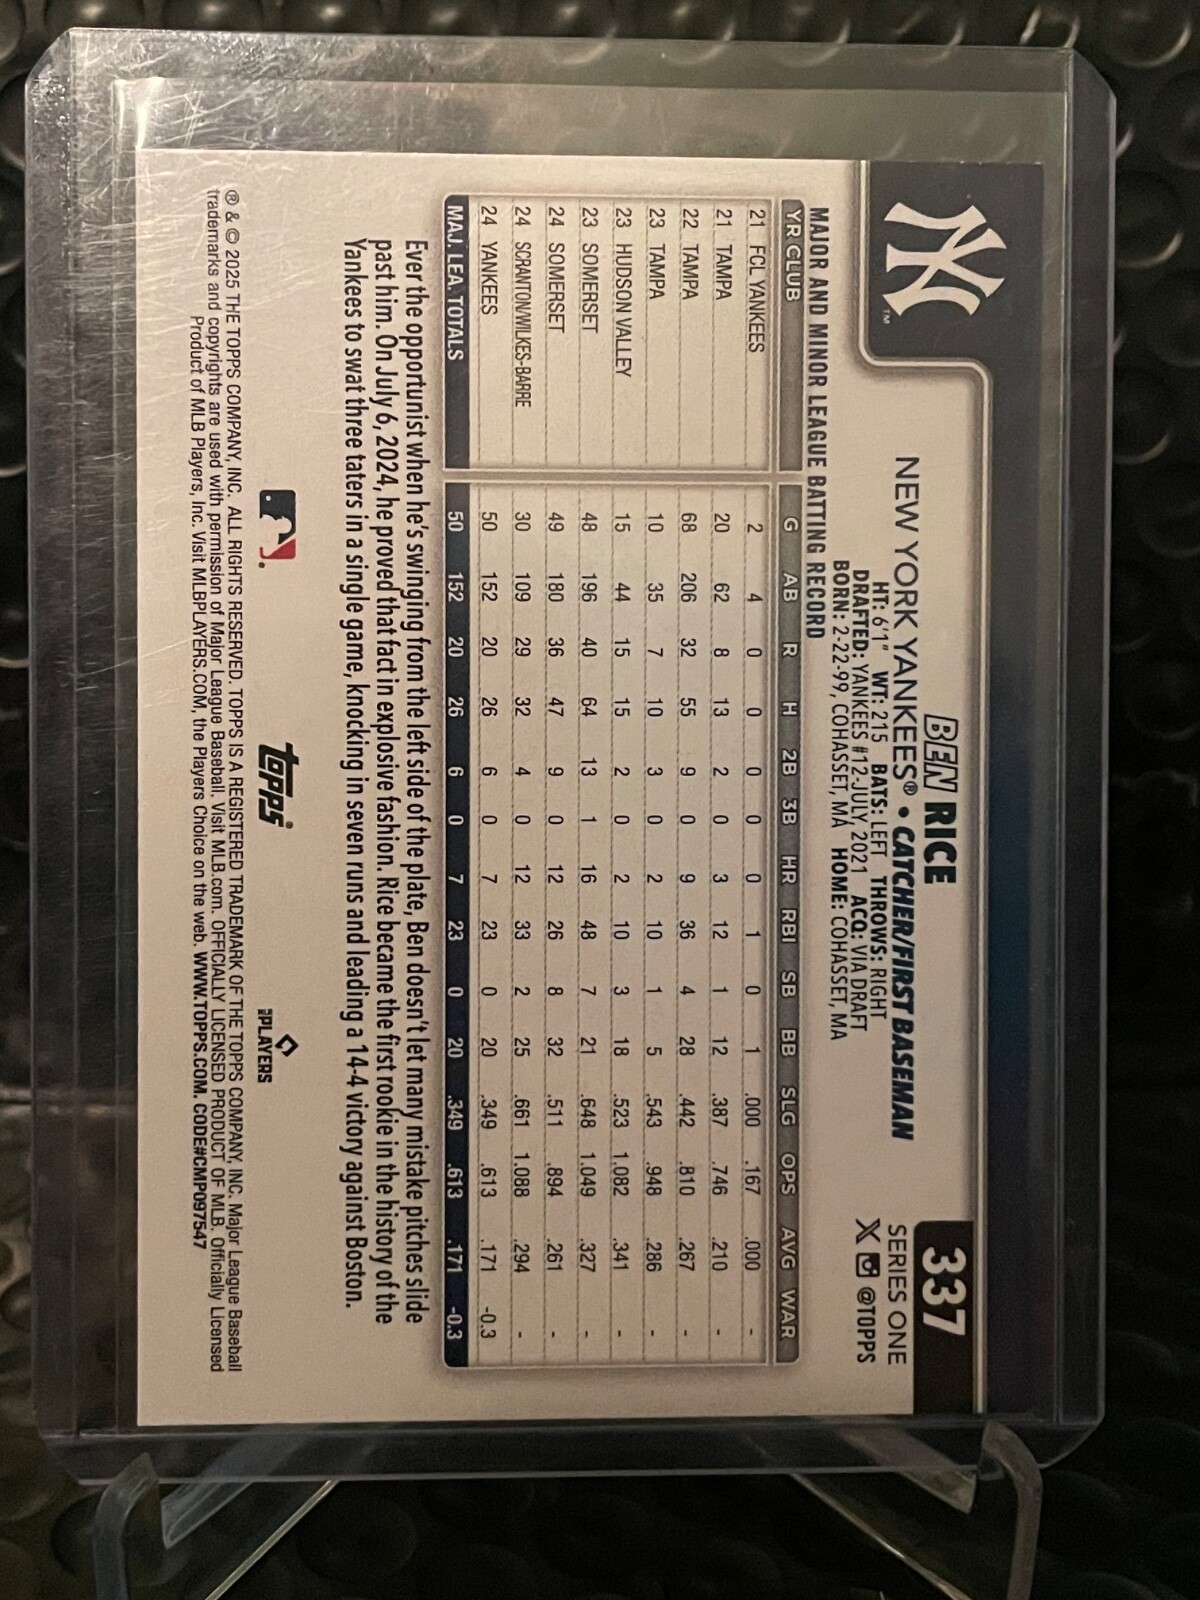 NY™
BEN RICE
337
NEW YORK YANKEES® • CATCHER/FIRST BASEMAN
SERIES ONE
HT: 6'1" WT: 215 BATS: LEFT THROWS: RIGHT
X @TOPPS
DRAFTED: YANKEES #12-JULY, 2021 ACQ: VIA DRAFT
BORN: 2-22-99, COHASSET, MA HOME: COHASSET, MA
MAJOR AND MINOR LEAGUE BATTING RECORD
YR CLUB G AB R H 2B 3B HR RBI SB BB SLG OPS AVG WAR
21 FCL YANKEES 2 4 0 0 0 0 0 1 0 1 .000 .167 .000 -
21 TAMPA 20 62 8 13 2 0 3 12 1 12 .387 .746 .210 -
22 TAMPA 68 206 32 55 9 0 9 36 4 28 .442 .810 .267 -
23 TAMPA 10 35 7 10 3 0 2 10 1 5 .543 .948 .286 -
23 HUDSON VALLEY 15 44 15 15 2 0 2 10 3 18 .523 1.082 .341 -
23 SOMERSET 48 196 40 64 13 1 16 48 7 21 .648 1.049 .327 -
24 SOMERSET 49 180 36 47 9 0 12 26 8 32 .511 .894 .261 -
24 SCRANTON/WILKES-BARRE 30 109 29 32 4 0 12 33 2 25 .661 1.088 .294 -
24 YANKEES 50 152 20 26 6 0 7 23 0 20 .349 .613 .171 -0.3
MAJ. LEA. TOTALS 50 152 20 26 6 0 7 23 0 20 .349 .613 .171 -0.3
Ever the opportunist when he's swinging from the left side of the plate, Ben doesn't let many mistake pitches slide
past him. On July 6, 2024, he proved that fact in explosive fashion. Rice became the first rookie in the history of the
Yankees to swat three taters in a single game, knocking in seven runs and leading a 14-4 victory against Boston.
topps®
MLB PLAYERS
® & © 2025 THE TOPPS COMPANY, INC. ALL RIGHTS RESERVED. TOPPS IS A REGISTERED TRADEMARK OF THE TOPPS COMPANY, INC. Major League Baseball
trademarks and copyrights are used with permission of Major League Baseball. Visit MLB.com. OFFICIALLY LICENSED PRODUCT OF MLB. Officially Licensed
Product of MLB Players, Inc. Visit MLBPLAYERS.COM, the Players Choice on the web. WWW.TOPPS.COM. CODE#CMP097547